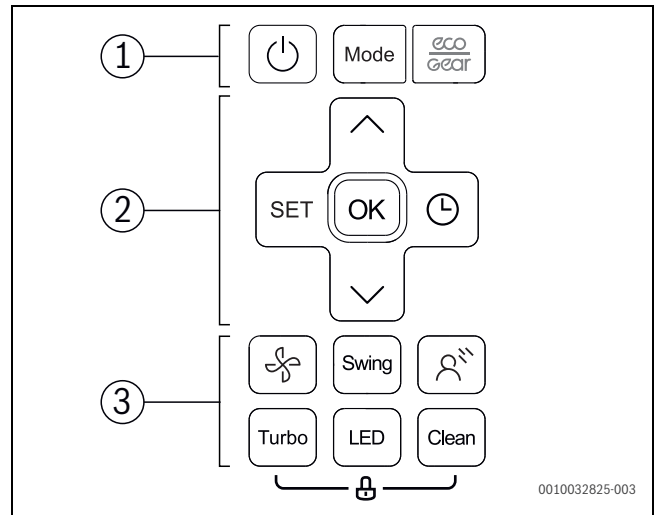 1
Mode
eco
Gear
2
SET
OK
3
Swing
Turbo
LED
Clean
0010032825-003